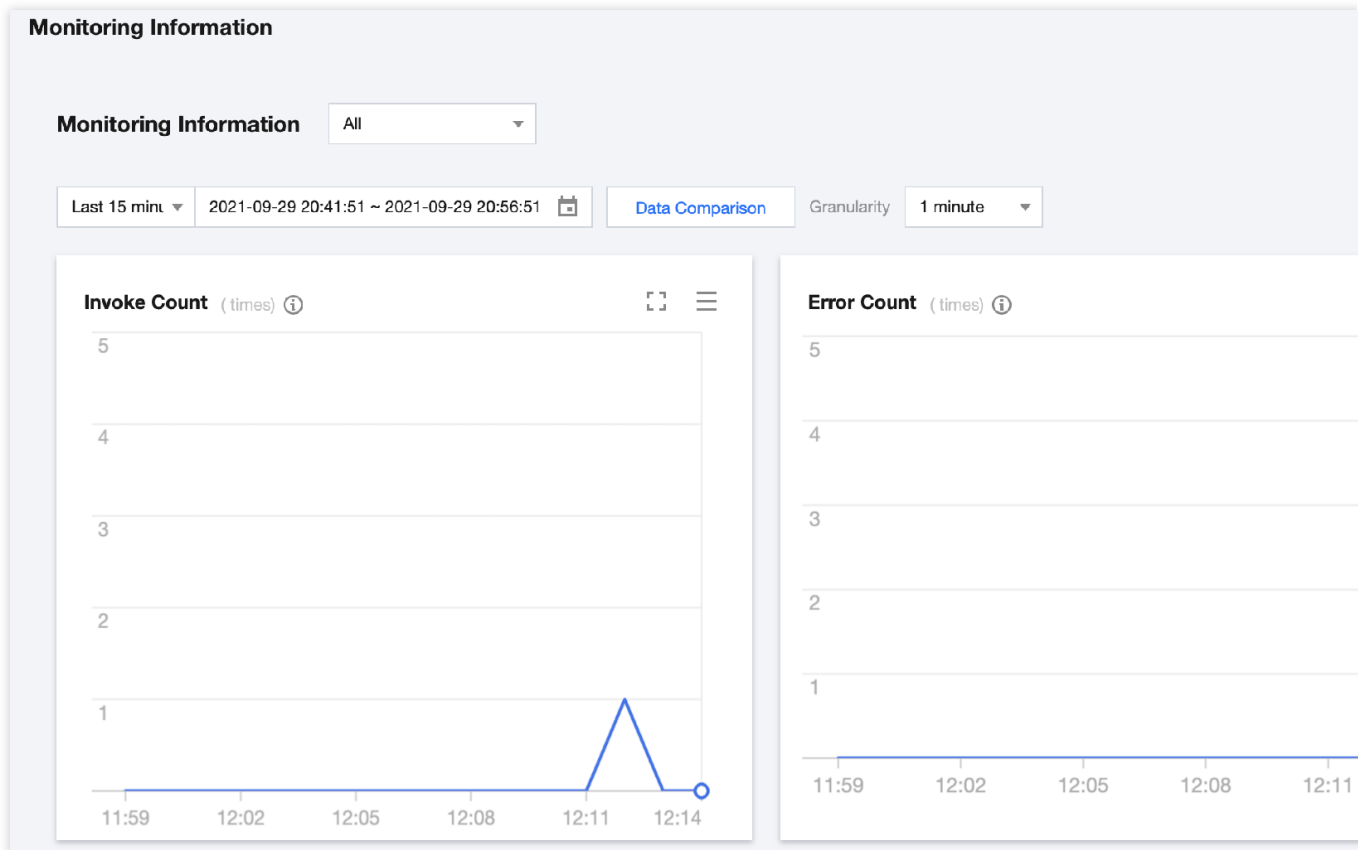 Monitoring Information
Monitoring Information All
Last 15 minu 2021-09-29 20:41:51 ~ 2021-09-29 20:56:51 Data Comparison Granularity 1 minute
Invoke Count ( times)
5
4
3
2
1
11:59 12:02 12:05 12:08 12:11 12:14
Error Count ( times)
5
4
3
2
1
11:59 12:02 12:05 12:08 12:11